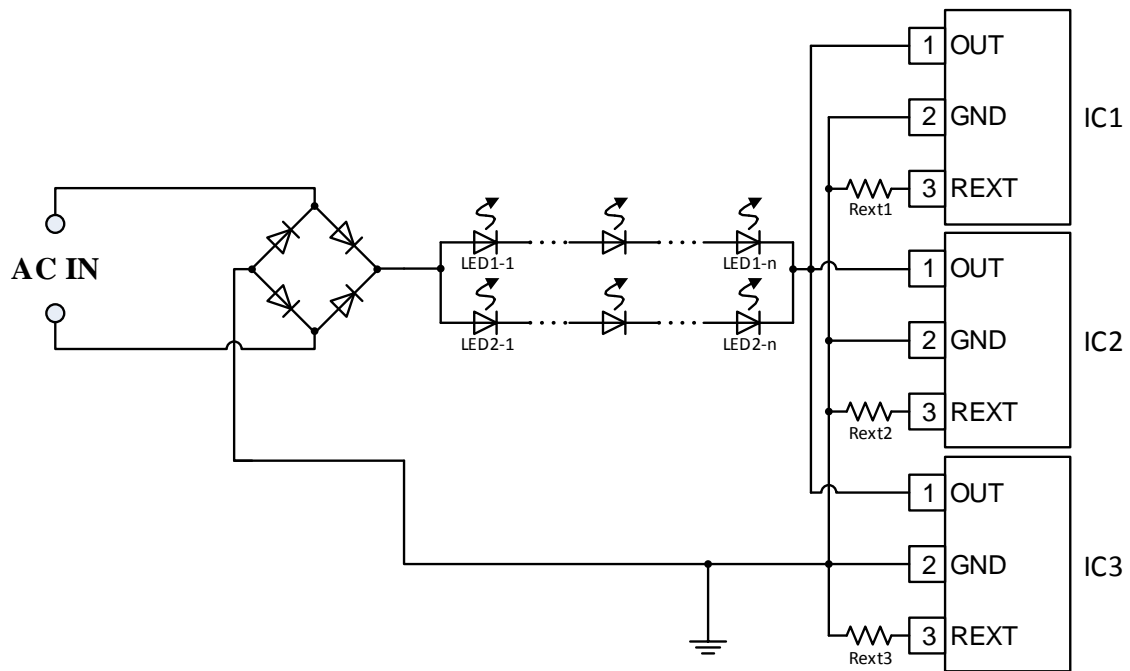 1 OUT
2 GND
IC1
3 REXT
Rext1
AC IN
LED1-1
LED1-n
1 OUT
LED2-1
LED2-n
2 GND
IC2
3 REXT
Rext2
1 OUT
2 GND
IC3
3 REXT
Rext3